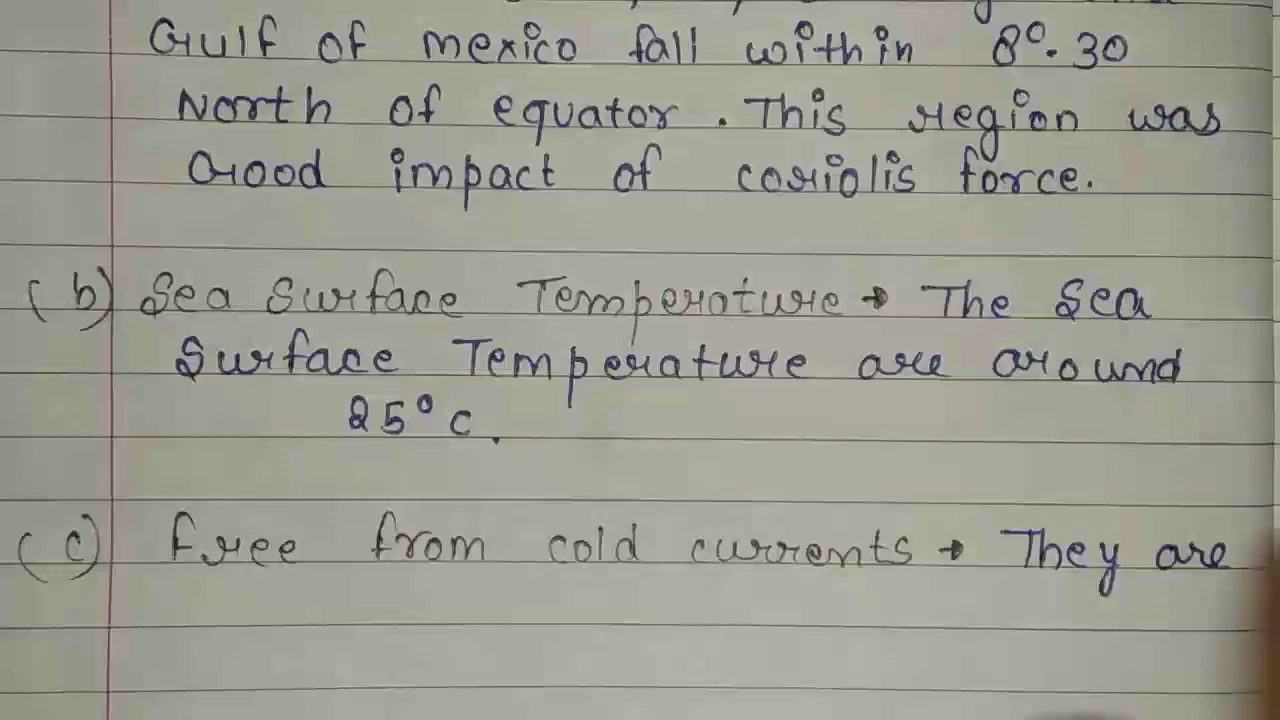 Gulf of mexico fall within 8°-30
North of equator. This region was
Good impact of coriolis force.
(b) Sea Surface Temperature → The Sea
Surface Temperature are around
25°c.
(c) free from cold currents → They are